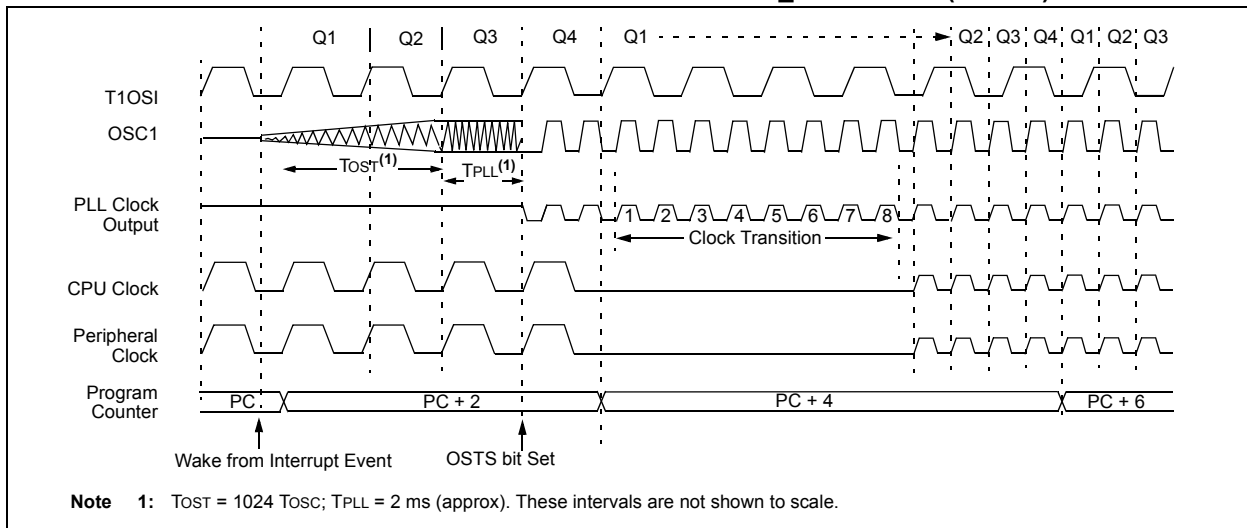 Q1 Q2 Q3 Q4 Q1 Q2 Q3 Q4 Q1 Q2 Q3
T1OSI
OSC1
TOST(1)
TPLL(1)
PLL Clock
Output
1 2 3 4 5 6 7 8
Clock Transition
CPU Clock
Peripheral
Clock
Program
Counter
PC PC + 2 PC + 4 PC + 6
Wake from Interrupt Event
OSTS bit Set
Note 1: TOST = 1024 TOSC; TPLL = 2 ms (approx). These intervals are not shown to scale.